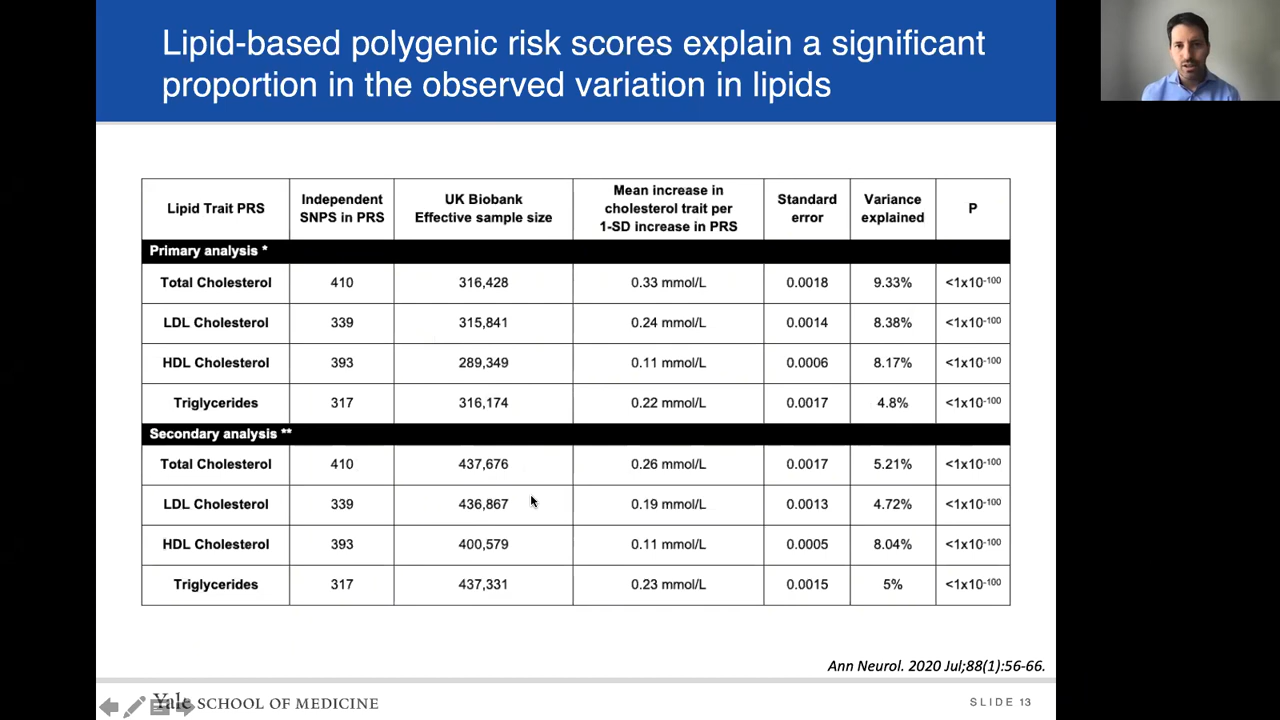 Lipid-based polygenic risk scores explain a significant
proportion in the observed variation in lipids
Lipid Trait PRS
Independent
SNPS in PRS
UK Biobank
Effective sample size
Mean increase in
cholesterol trait per
1-SD increase in PRS
Standard
error
Variance
explained
P
Primary analysis *
Total Cholesterol 410 316,428 0.33 mmol/L 0.0018 9.33% <1x10⁻¹⁰⁰
LDL Cholesterol 339 315,841 0.24 mmol/L 0.0014 8.38% <1x10⁻¹⁰⁰
HDL Cholesterol 393 289,349 0.11 mmol/L 0.0006 8.17% <1x10⁻¹⁰⁰
Triglycerides 317 316,174 0.22 mmol/L 0.0017 4.8% <1x10⁻¹⁰⁰
Secondary analysis **
Total Cholesterol 410 437,676 0.26 mmol/L 0.0017 5.21% <1x10⁻¹⁰⁰
LDL Cholesterol 339 436,867 0.19 mmol/L 0.0013 4.72% <1x10⁻¹⁰⁰
HDL Cholesterol 393 400,579 0.11 mmol/L 0.0005 8.04% <1x10⁻¹⁰⁰
Triglycerides 317 437,331 0.23 mmol/L 0.0015 5% <1x10⁻¹⁰⁰
Ann Neurol. 2020 Jul;88(1):56-66.
Yale SCHOOL OF MEDICINE
SLIDE 13